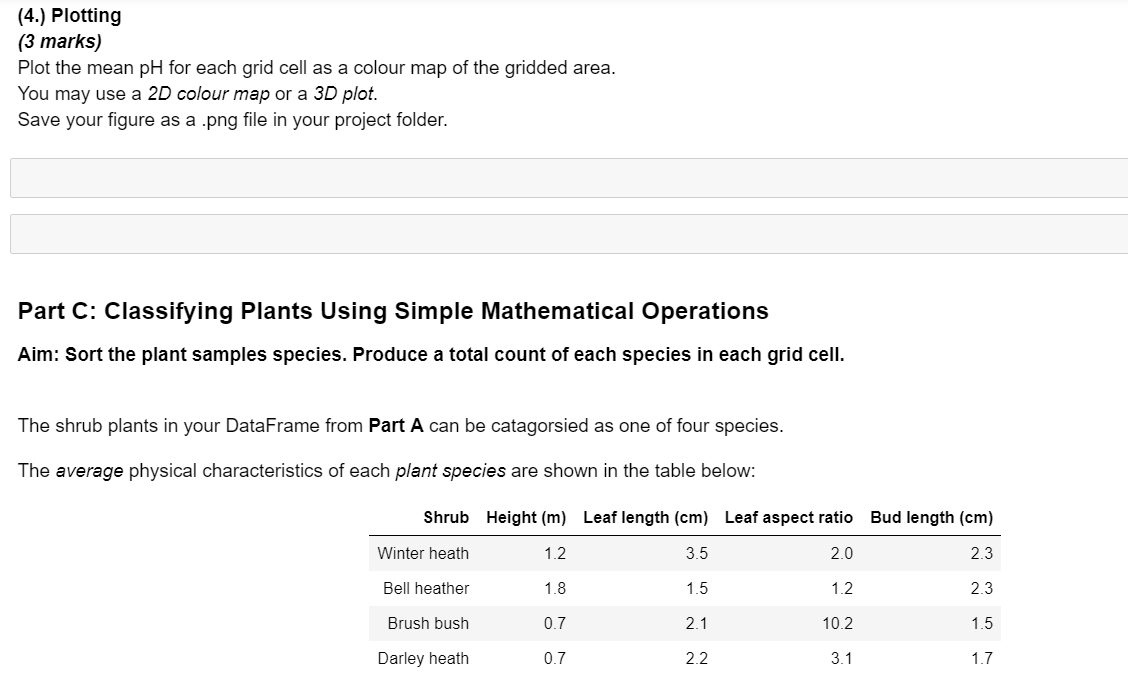 (4.) Plotting
(3 marks)
Plot the mean pH for each grid cell as a colour map of the gridded area.
You may use a 2D colour map or a 3D plot.
Save your figure as a .png file in your project folder.
Part C: Classifying Plants Using Simple Mathematical Operations
Aim: Sort the plant samples species. Produce a total count of each species in each grid cell.
The shrub plants in your DataFrame from Part A can be catagorsied as one of four species.
The average physical characteristics of each plant species are shown in the table below:
Shrub Height (m) Leaf length (cm) Leaf aspect ratio Bud length (cm)
Winter heath 1.2 3.5 2.0 2.3
Bell heather 1.8 1.5 1.2 2.3
Brush bush 0.7 2.1 10.2 1.5
Darley heath 0.7 2.2 3.1 1.7